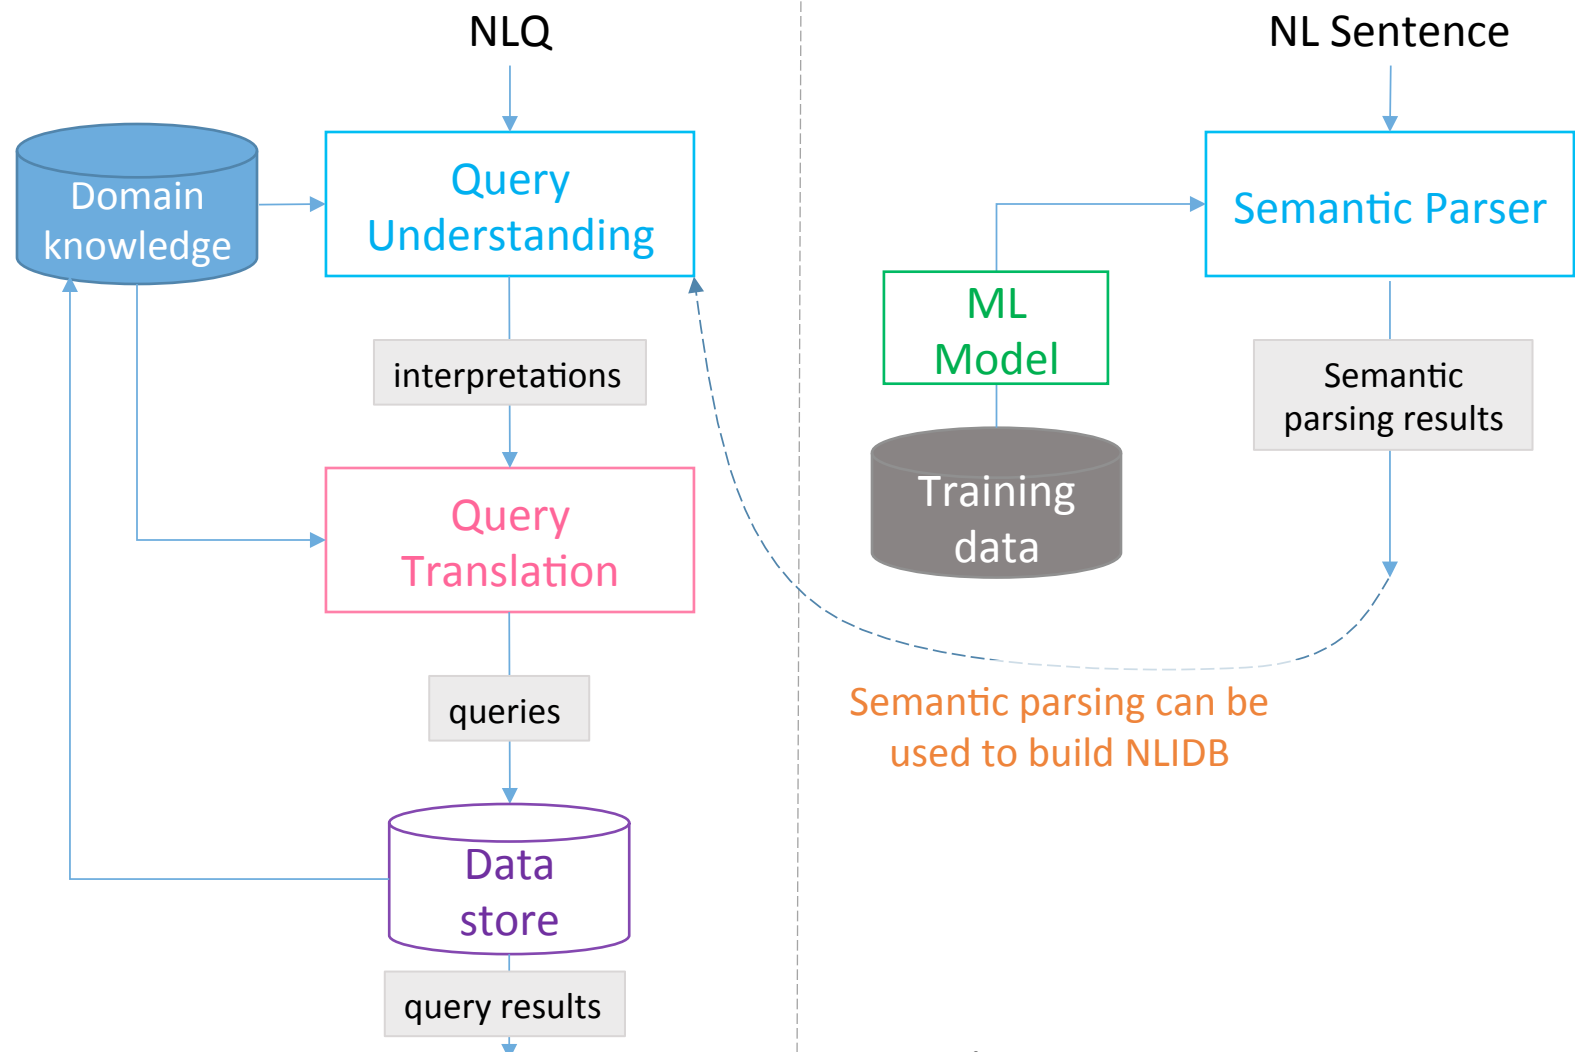 NLQ
Domain
knowledge
Query
Understanding
interpretations
Query
Translation
queries
Data
store
query results
NL Sentence
Semantic Parser
ML
Model
Training
data
Semantic
parsing results
Semantic parsing can be
used to build NLIDB